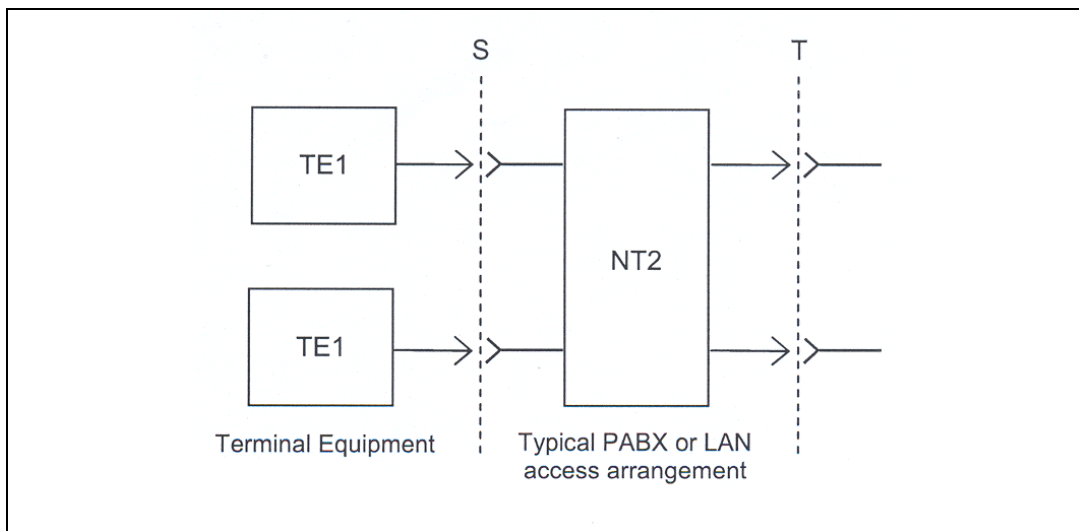 S
T
TE1
NT2
TE1
Terminal Equipment
Typical PABX or LAN
access arrangement